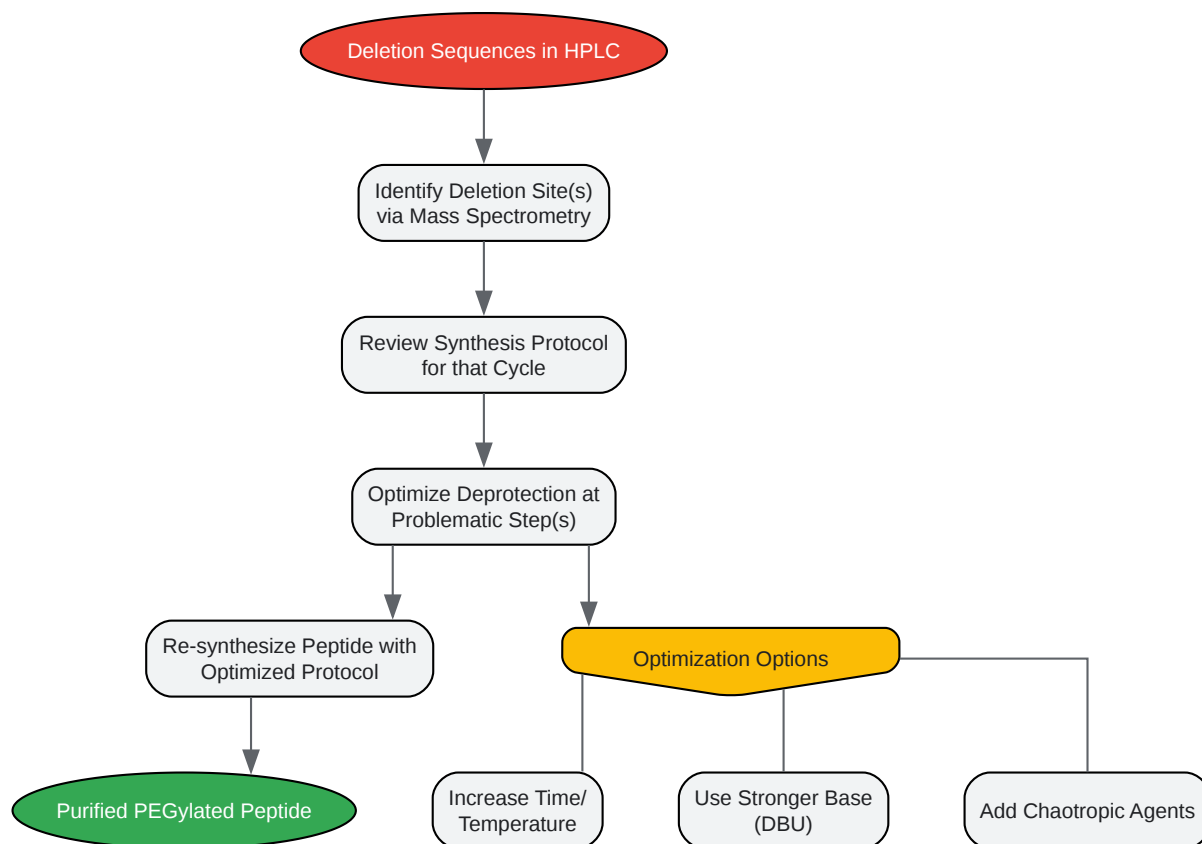 Deletion Sequences in HPLC
Identify Deletion Site(s)
via Mass Spectrometry
Review Synthesis Protocol
for that Cycle
Optimize Deprotection at
Problematic Step(s)
Re-synthesize Peptide with
Optimized Protocol
Optimization Options
Purified PEGylated Peptide
Increase Time/
Temperature
Use Stronger Base
(DBU)
Add Chaotropic Agents